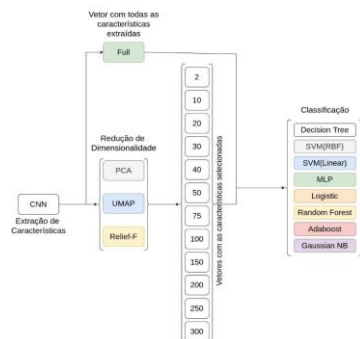 Vetor com todas as
características
extraídas
Full
Redução de
Dimensionalidade
PCA
UMAP
Relief-F
CNN
Extração de
Características
2
10
20
30
40
50
75
100
150
200
250
300
Vetores com as características selecionadas
Classificação
Decision Tree
SVM(RBF)
SVM(Linear)
MLP
Logistic
Random Forest
Adaboost
Gaussian NB